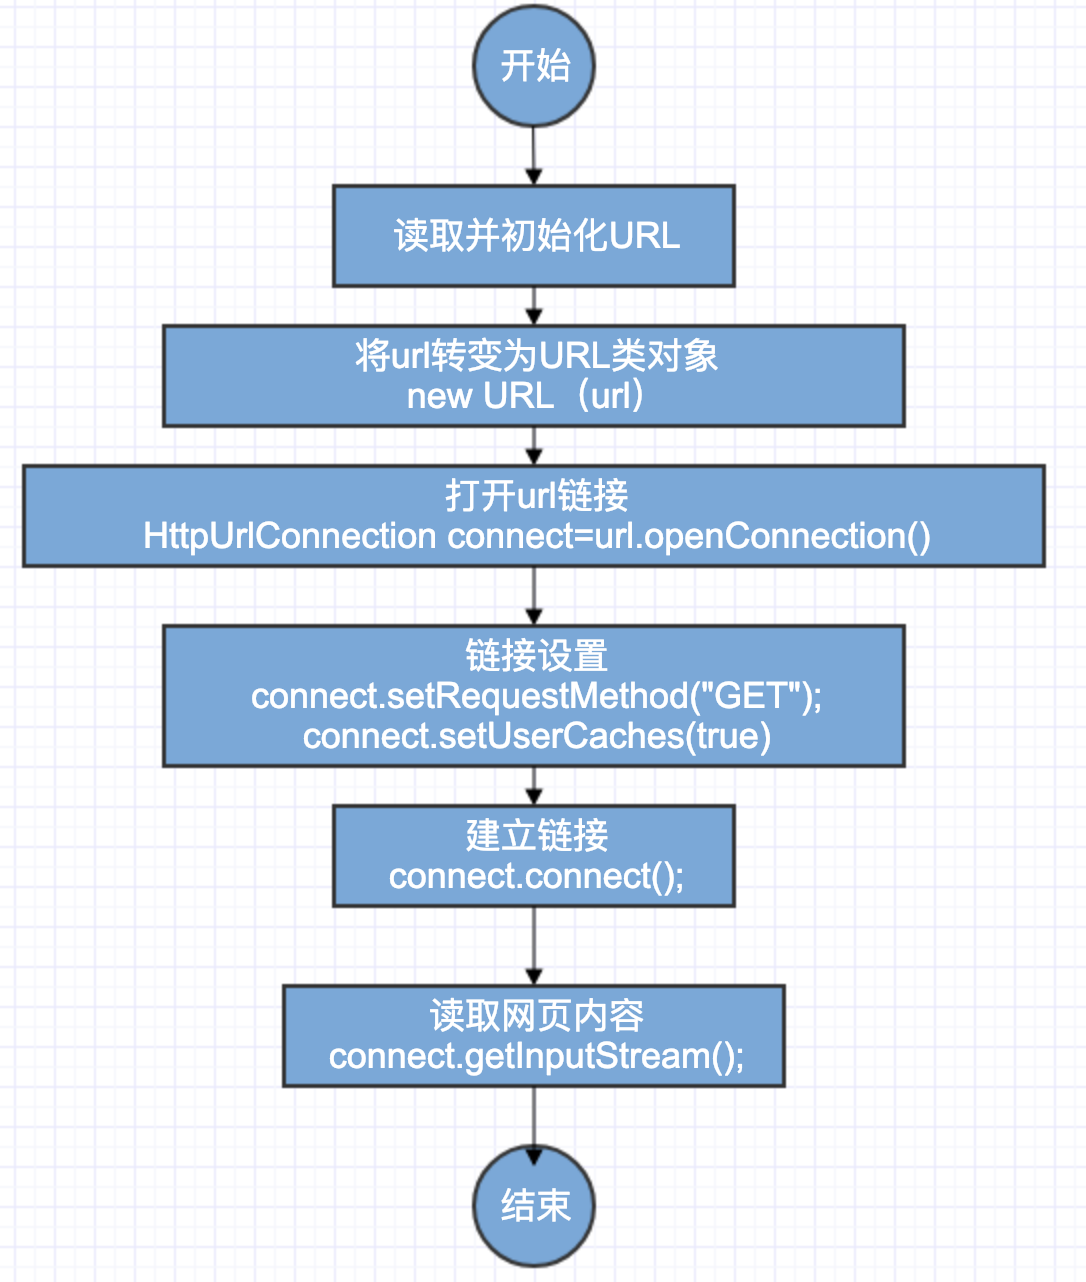 开始
读取并初始化URL
将url转变为URL类对象
new URL（url）
打开url链接
HttpUrlConnection connect=url.openConnection()
链接设置
connect.setRequestMethod("GET");
connect.setUserCaches(true)
建立链接
connect.connect();
读取网页内容
connect.getInputStream();
结束